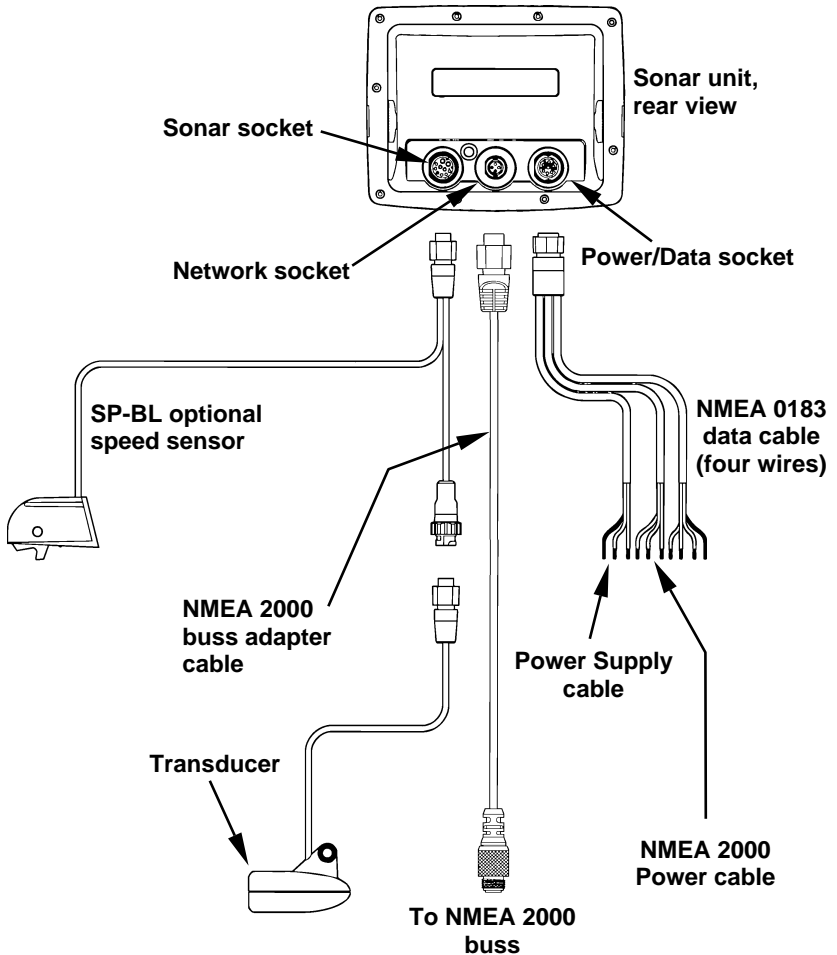 Sonar unit,
rear view
Sonar socket
Network socket
Power/Data socket
SP-BL optional
speed sensor
NMEA 0183
data cable
(four wires)
NMEA 2000
buss adapter
cable
Power Supply
cable
Transducer
NMEA 2000
Power cable
To NMEA 2000
buss